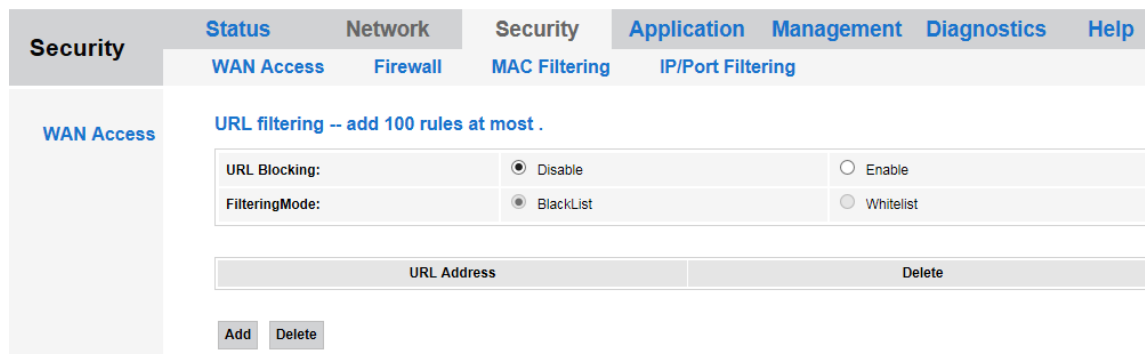 Security
Status Network Security Application Management Diagnostics Help
WAN Access Firewall MAC Filtering IP/Port Filtering
WAN Access
URL filtering -- add 100 rules at most .
URL Blocking: Disable Enable
FilteringMode: BlackList Whitelist
URL Address Delete
Add Delete